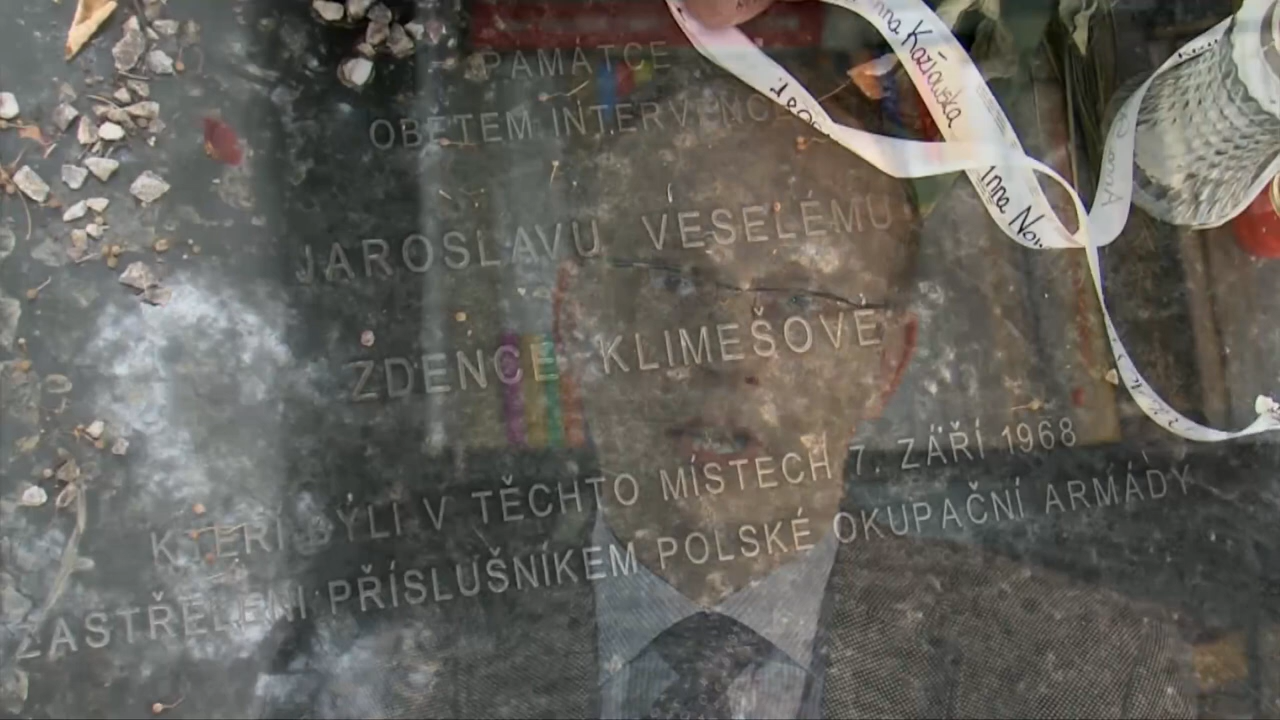 PAMÁTCE
OBĚTEM INTERVENCE
JAROSLAVU VESELÉMU
ZDENCE KLIMEŠOVÉ
KTEŘÍ BYLI V TĚCHTO MÍSTECH 7. ZÁŘÍ 1968
ZASTŘELENI PŘÍSLUŠNÍKEM POLSKÉ OKUPAČNÍ ARMÁDY
Inna